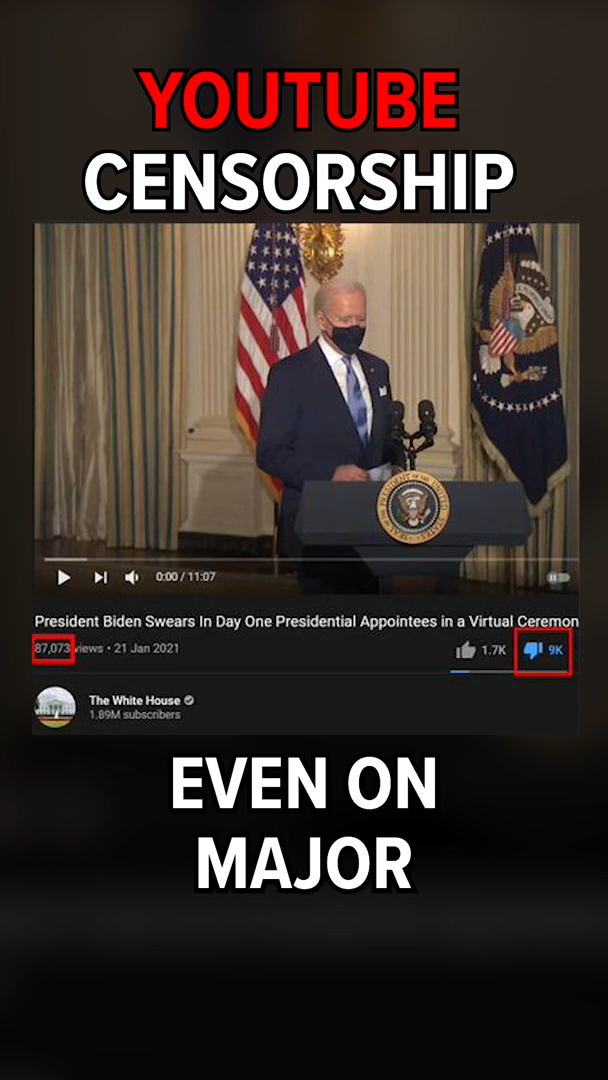 YOUTUBE
CENSORSHIP
0:00 / 11:07
President Biden Swears In Day One Presidential Appointees in a Virtual Ceremon
87,073 views • 21 Jan 2021
1.7K
9K
The White House
1.89M subscribers
EVEN ON
MAJOR